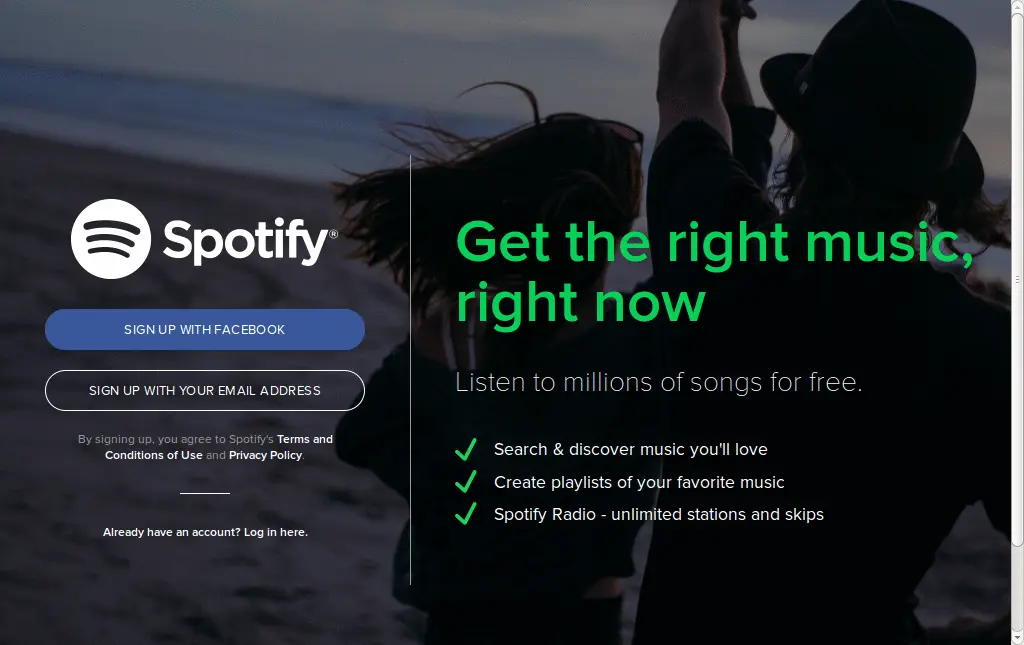 Spotify®
SIGN UP WITH FACEBOOK
SIGN UP WITH YOUR EMAIL ADDRESS
By signing up, you agree to Spotify's Terms and
Conditions of Use and Privacy Policy.
Already have an account? Log in here.
Get the right music,
right now
Listen to millions of songs for free.
Search & discover music you'll love
Create playlists of your favorite music
Spotify Radio - unlimited stations and skips